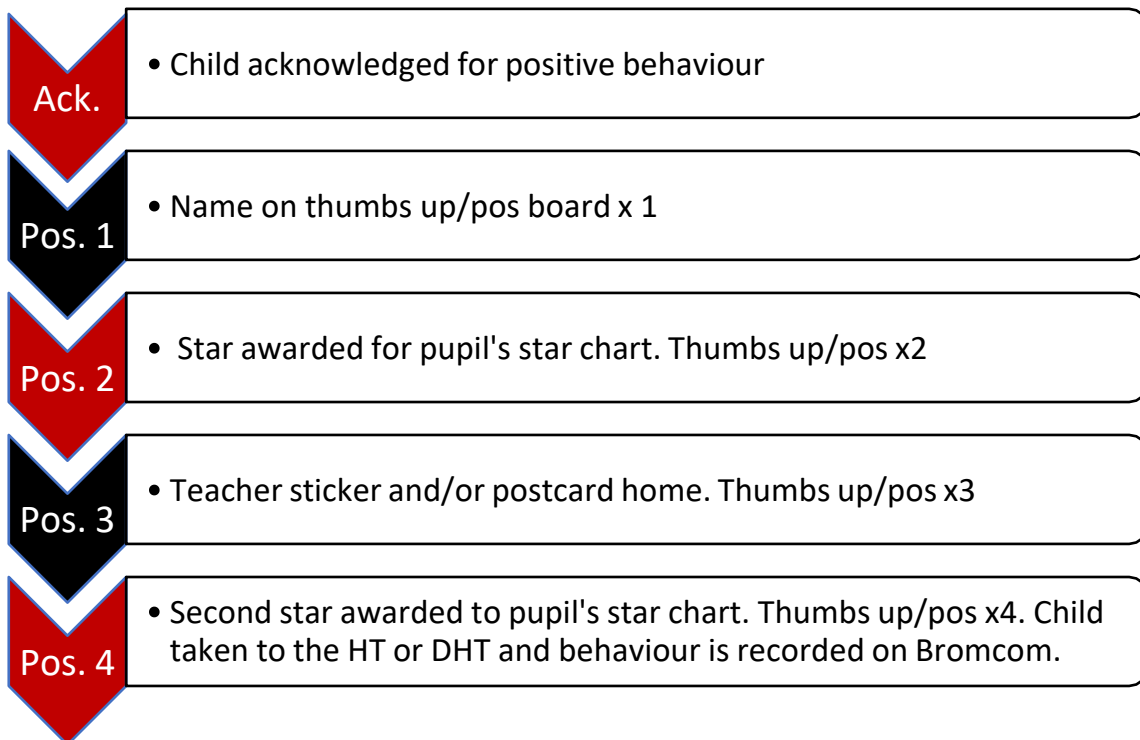 Ack.
• Child acknowledged for positive behaviour
Pos. 1
• Name on thumbs up/pos board x 1
Pos. 2
• Star awarded for pupil's star chart. Thumbs up/pos x2
Pos. 3
• Teacher sticker and/or postcard home. Thumbs up/pos x3
Pos. 4
• Second star awarded to pupil's star chart. Thumbs up/pos x4. Child
taken to the HT or DHT and behaviour is recorded on Bromcom.